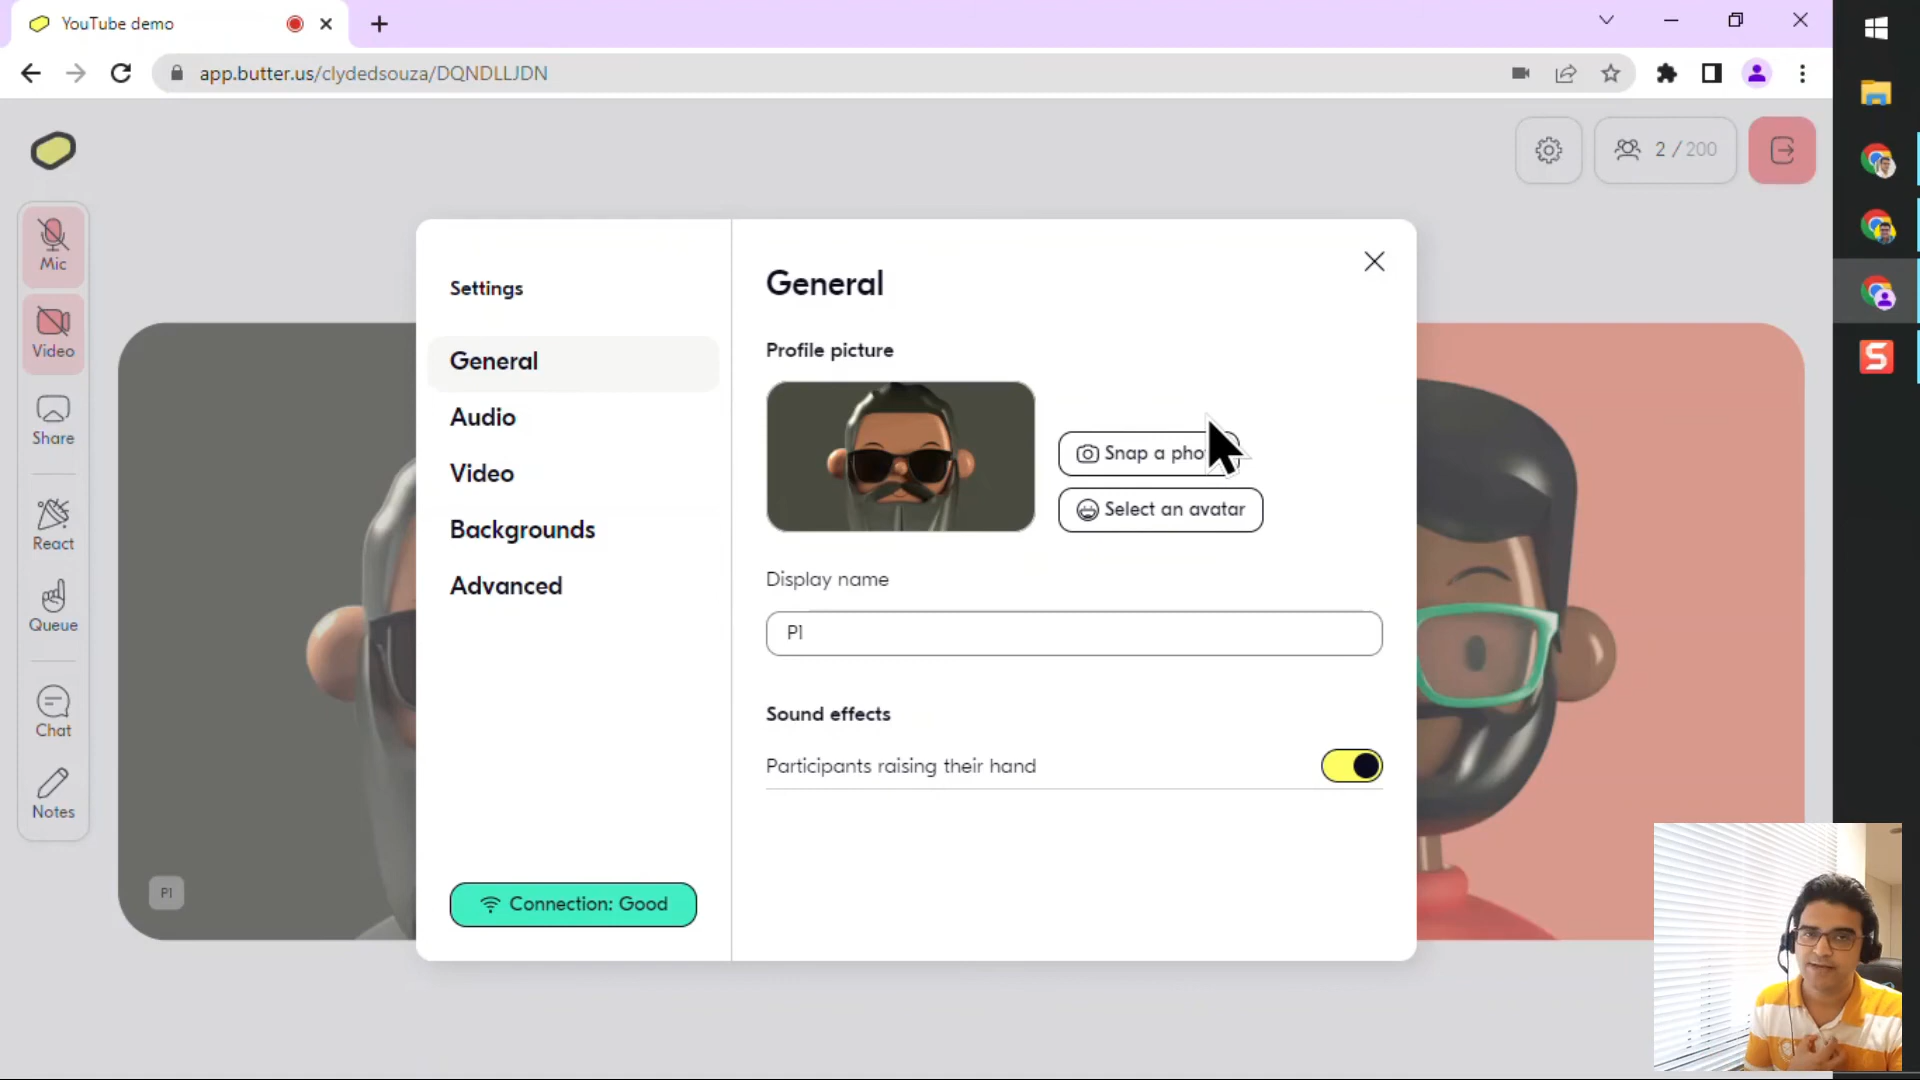 YouTube demo
app.butter.us/clydedsouza/DQNDLLJDN
2 / 200
Mic
Video
Share
React
Queue
Chat
Notes
P1
Settings
General
Audio
Video
Backgrounds
Advanced
Connection: Good
General
Profile picture
Snap a pho
Select an avatar
Display name
P1
Sound effects
Participants raising their hand